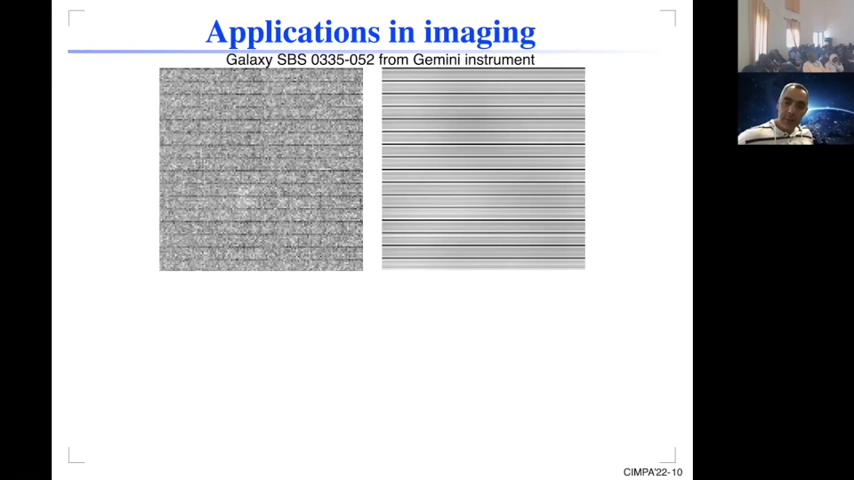 Applications in imaging
Galaxy SBS 0335-052 from Gemini instrument
CIMPA'22-10